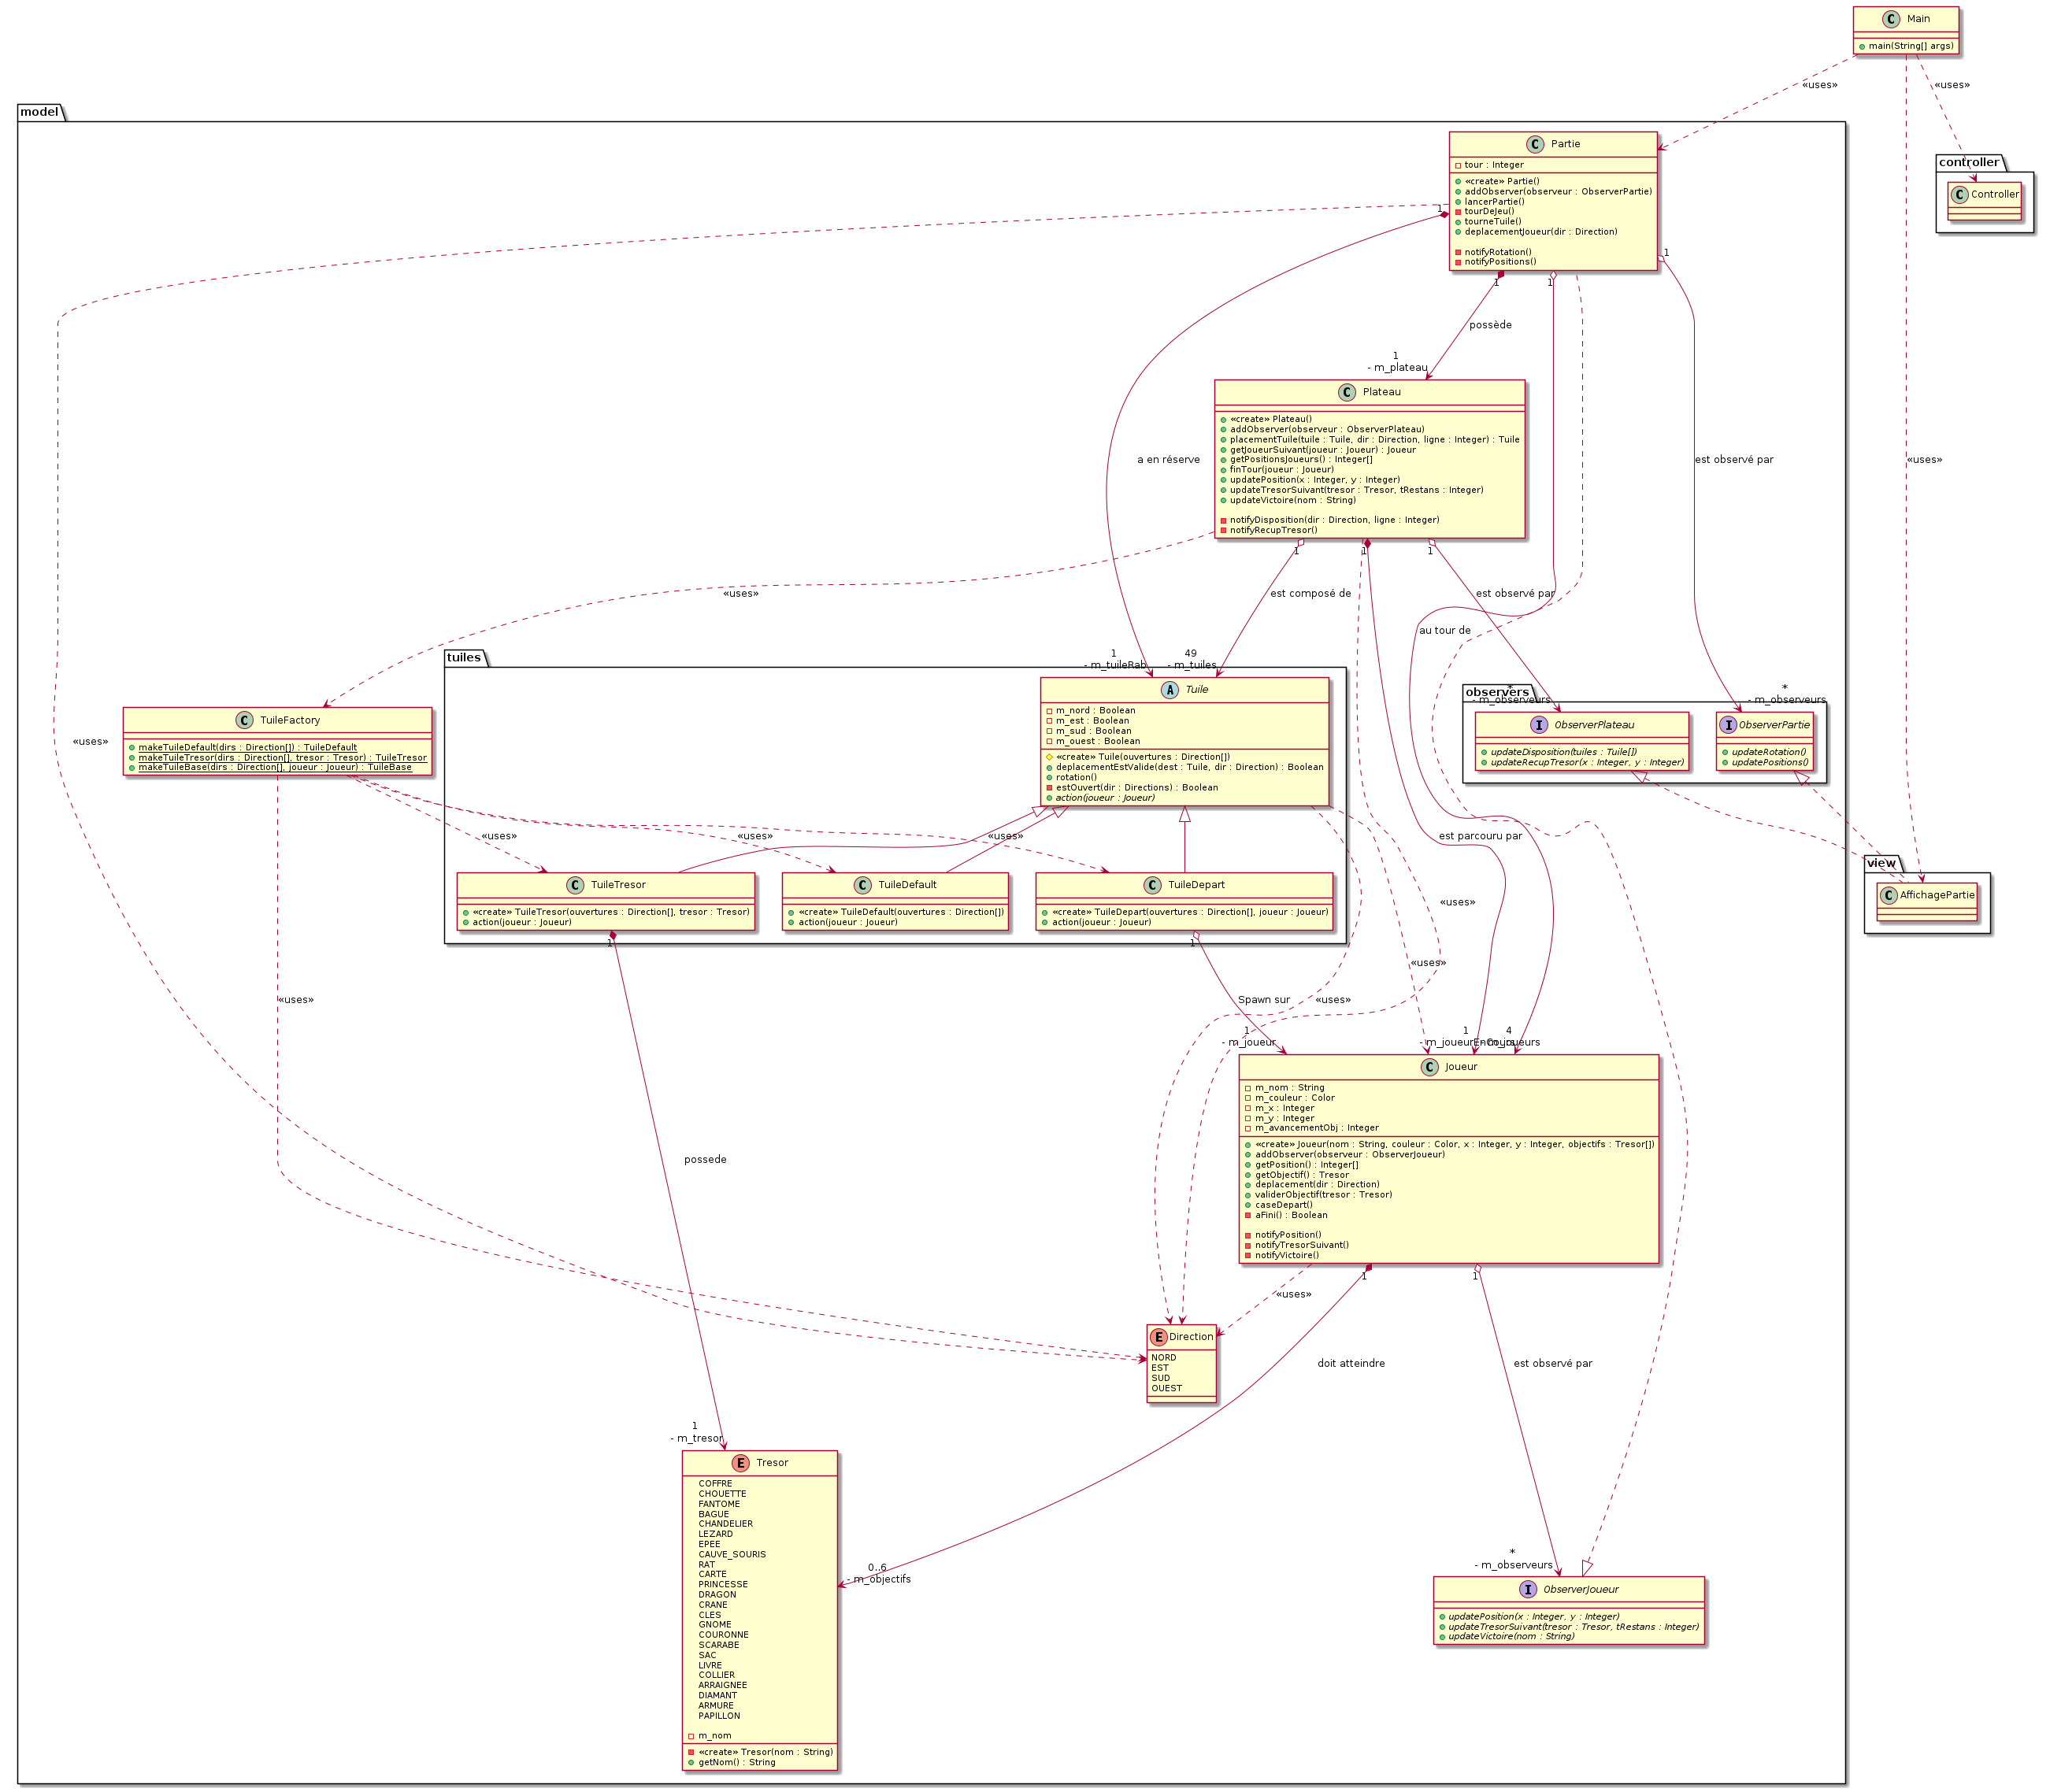 Main
main(String[] args)
«uses»
«uses»
«uses»
model
controller
Controller
Partie
tour : Integer
«create» Partie()
addObserver(observeur : ObserverPartie)
lancerPartie()
tourDeJeu()
tourneTuile()
deplacementJoueur(dir : Direction)
notifyRotation()
notifyPositions()
1
1
1
1
possède
1
- m_plateau
a en réserve
est observé par
Plateau
«create» Plateau()
addObserver(observeur : ObserverPlateau)
placementTuile(tuile : Tuile, dir : Direction, ligne : Integer) : Tuile
getJoueurSuivant(joueur : Joueur) : Joueur
getPositionsJoueurs() : Integer[]
finTour(joueur : Joueur)
updatePosition(x : Integer, y : Integer)
updateTresorSuivant(tresor : Tresor, tRestans : Integer)
updateVictoire(nom : String)
notifyDisposition(dir : Direction, ligne : Integer)
notifyRecupTresor()
1
1
1
«uses»
est composé de
est observé par
au tour de
tuiles
1
- m_tuileRab
49
- m_tuiles
observers
*
- m_observeurs
*
- m_observeurs
TuileFactory
makeTuileDefault(dirs : Direction[]) : TuileDefault
makeTuileTresor(dirs : Direction[], tresor : Tresor) : TuileTresor
makeTuileBase(dirs : Direction[], joueur : Joueur) : TuileBase
«uses»
Tuile
m_nord : Boolean
m_est : Boolean
m_sud : Boolean
m_ouest : Boolean
«create» Tuile(ouvertures : Direction[])
deplacementEstValide(dest : Tuile, dir : Direction) : Boolean
rotation()
estOuvert(dir : Directions) : Boolean
action(joueur : Joueur)
ObserverPlateau
updateDisposition(tuiles : Tuile[])
updateRecupTresor(x : Integer, y : Integer)
ObserverPartie
updateRotation()
updatePositions()
«uses»
«uses»
«uses»
est parcouru par
view
AffichagePartie
TuileTresor
«create» TuileTresor(ouvertures : Direction[], tresor : Tresor)
action(joueur : Joueur)
TuileDefault
«create» TuileDefault(ouvertures : Direction[])
action(joueur : Joueur)
TuileDepart
«create» TuileDepart(ouvertures : Direction[], joueur : Joueur)
action(joueur : Joueur)
1
1
«uses»
«uses»
«uses»
Spawn sur
«uses»
1
- m_joueur
1
- m_joueurEnCours
4
- m_joueurs
Joueur
m_nom : String
m_couleur : Color
m_x : Integer
m_y : Integer
m_avancementObj : Integer
«create» Joueur(nom : String, couleur : Color, x : Integer, y : Integer, objectifs : Tresor[])
addObserver(observeur : ObserverJoueur)
getPosition() : Integer[]
getObjectif() : Tresor
deplacement(dir : Direction)
validerObjectif(tresor : Tresor)
caseDepart()
aFini() : Boolean
notifyPosition()
notifyTresorSuivant()
notifyVictoire()
possede
1
1
«uses»
Direction
NORD
EST
SUD
OUEST
doit atteindre
est observé par
1
- m_tresor
Tresor
COFFRE
CHOUETTE
FANTOME
BAGUE
CHANDELIER
LEZARD
EPEE
CAUVE_SOURIS
RAT
CARTE
PRINCESSE
DRAGON
CRANE
CLES
GNOME
COURONNE
SCARABE
SAC
LIVRE
COLLIER
ARRAIGNEE
DIAMANT
ARMURE
PAPILLON
m_nom
«create» Tresor(nom : String)
getNom() : String
0..6
- m_objectifs
*
- m_observeurs
ObserverJoueur
updatePosition(x : Integer, y : Integer)
updateTresorSuivant(tresor : Tresor, tRestans : Integer)
updateVictoire(nom : String)